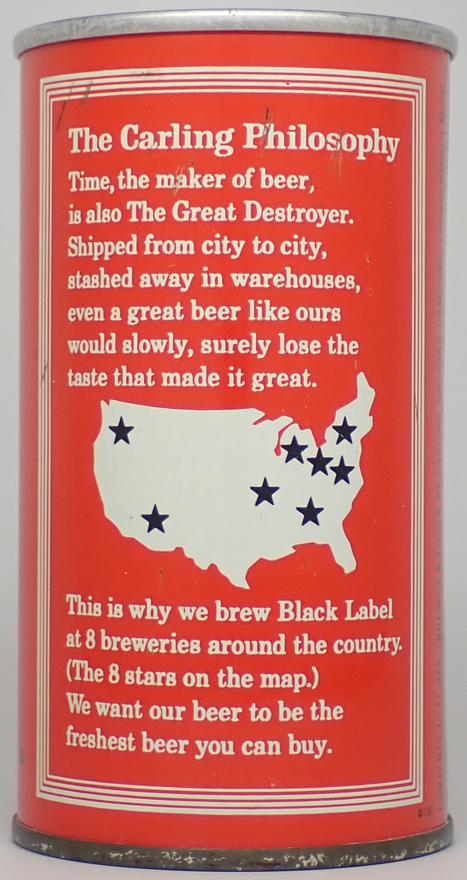 The Carling Philosophy
Time, the maker of beer,
is also The Great Destroyer.
Shipped from city to city,
stashed away in warehouses,
even a great beer like ours
would slowly, surely lose the
taste that made it great.
This is why we brew Black Label
at 8 breweries around the country.
(The 8 stars on the map.)
We want our beer to be the
freshest beer you can buy.